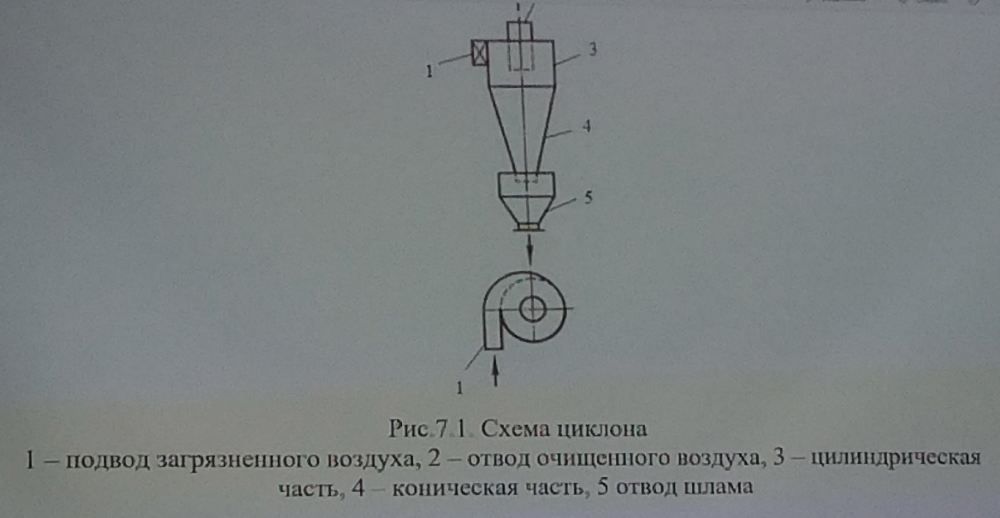 3
1
4
5
1
Рис.7.1. Схема циклона
1 – подвод загрязненного воздуха, 2 – отвод очищенного воздуха, 3 – цилиндрическая
часть, 4 – коническая часть, 5 отвод шлама